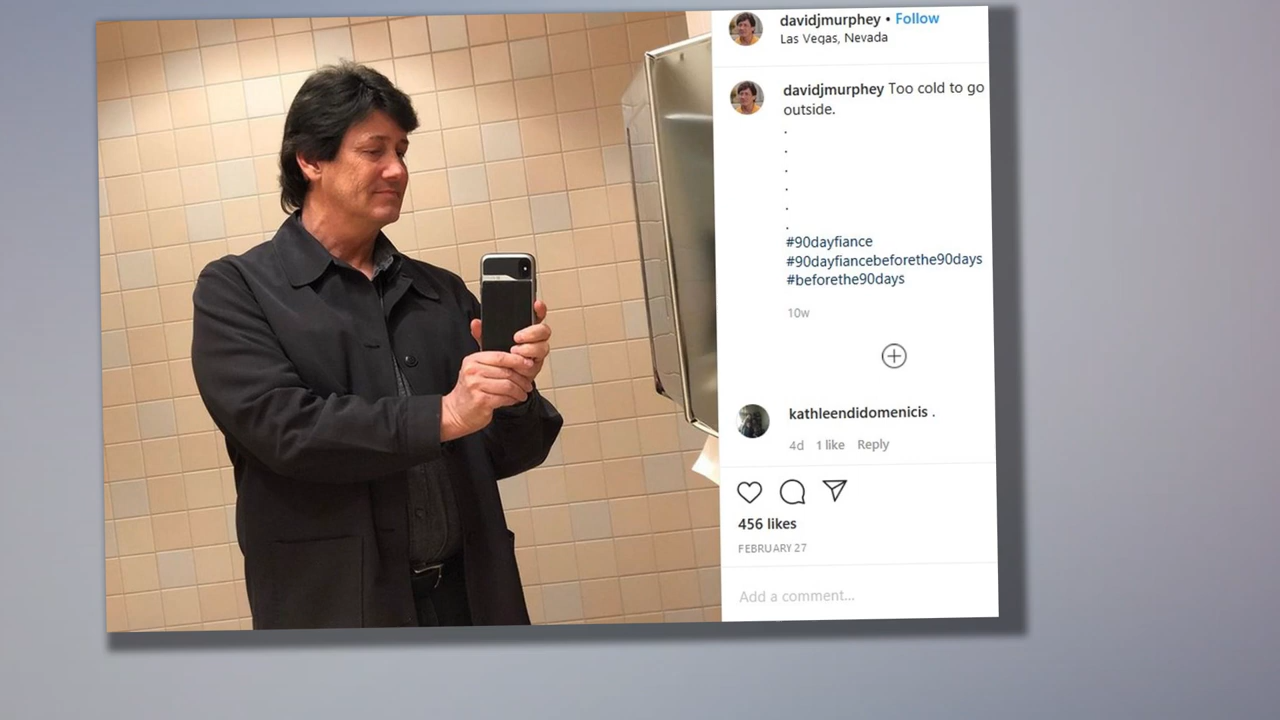 davidjmurphey • Follow
Las Vegas, Nevada
davidjmurphey Too cold to go
outside.
.
.
.
.
.
.
#90dayfiance
#90dayfiancebeforethe90days
#beforethe90days
10w
kathleendidomenicis .
4d 1 like Reply
456 likes
FEBRUARY 27
Add a comment...